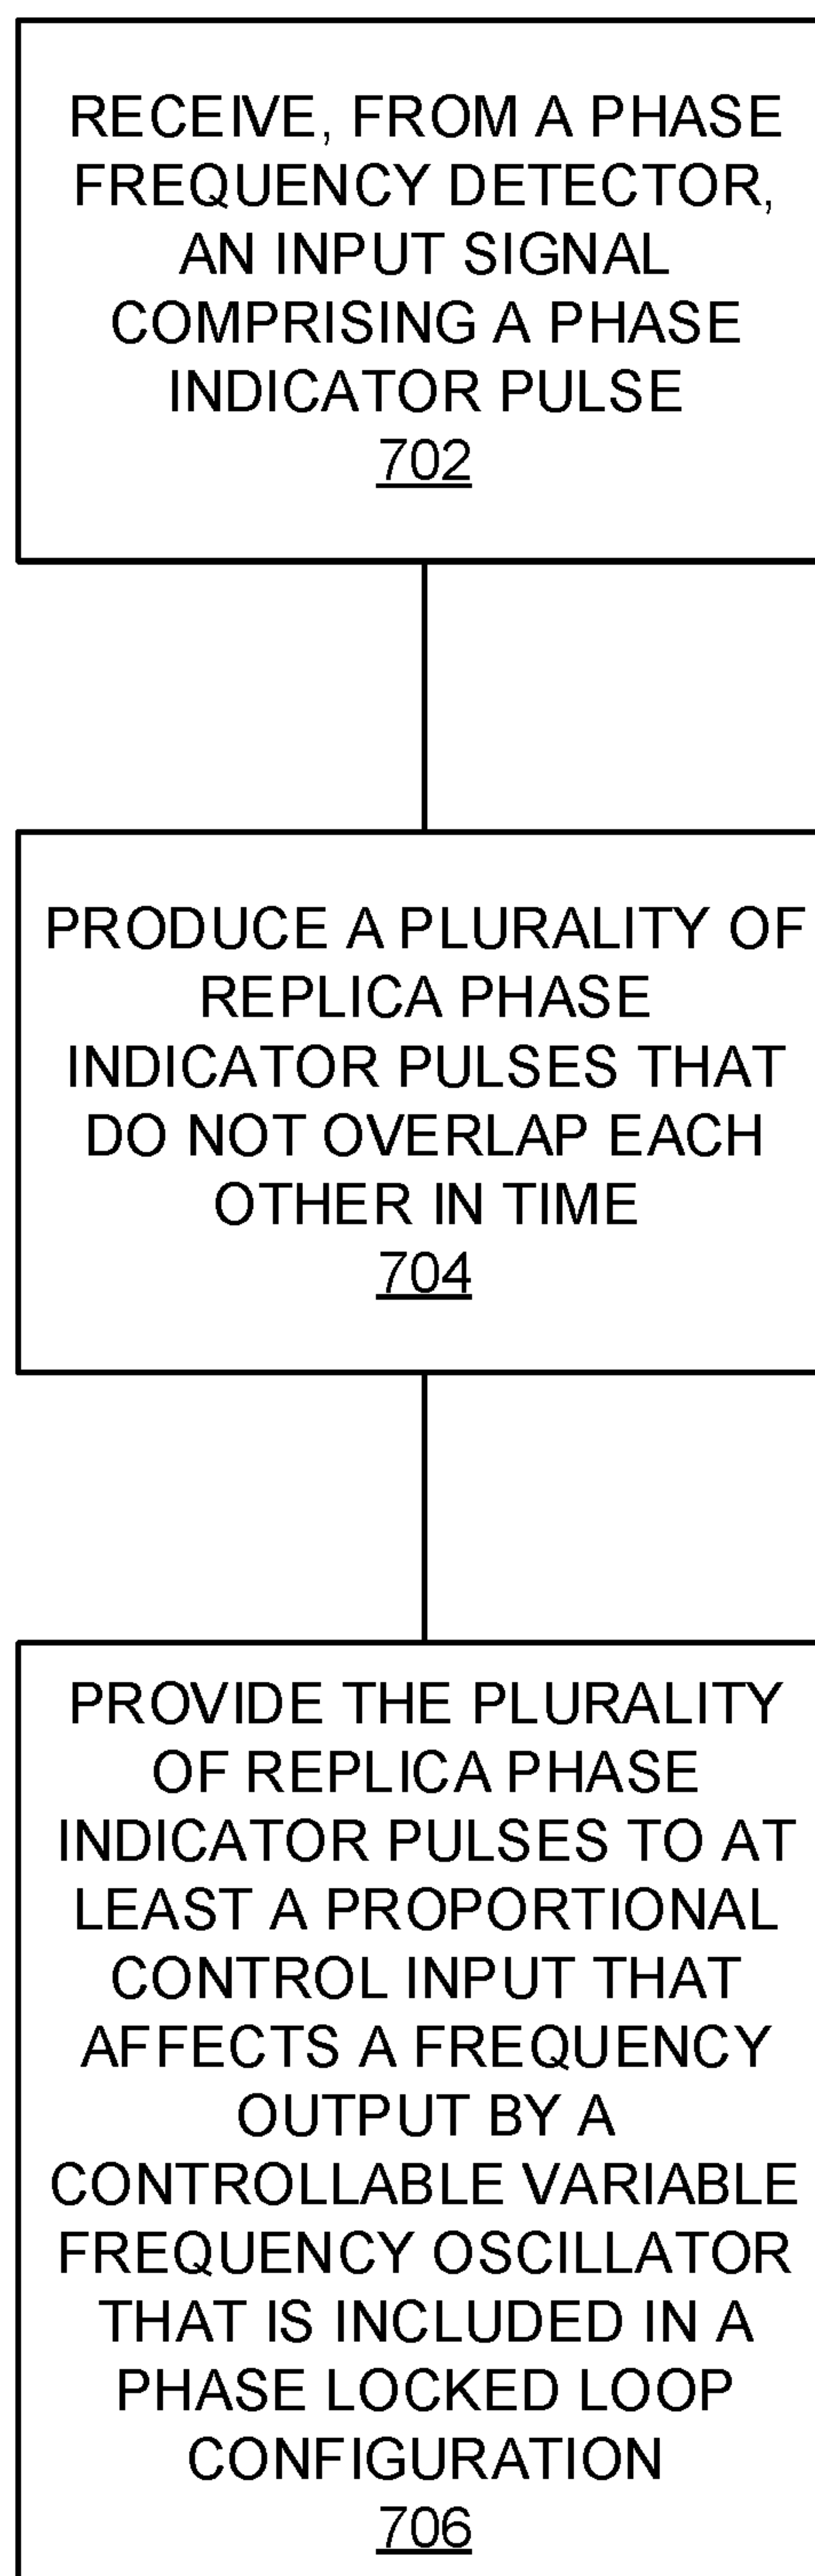 RECEIVE, FROM A PHASE
FREQUENCY DETECTOR,
AN INPUT SIGNAL
COMPRISING A PHASE
INDICATOR PULSE
702
PRODUCE A PLURALITY OF
REPLICA PHASE
INDICATOR PULSES THAT
DO NOT OVERLAP EACH
OTHER IN TIME
704
PROVIDE THE PLURALITY
OF REPLICA PHASE
INDICATOR PULSES TO AT
LEAST A PROPORTIONAL
CONTROL INPUT THAT
AFFECTS A FREQUENCY
OUTPUT BY A
CONTROLLABLE VARIABLE
FREQUENCY OSCILLATOR
THAT IS INCLUDED IN A
PHASE LOCKED LOOP
CONFIGURATION
706